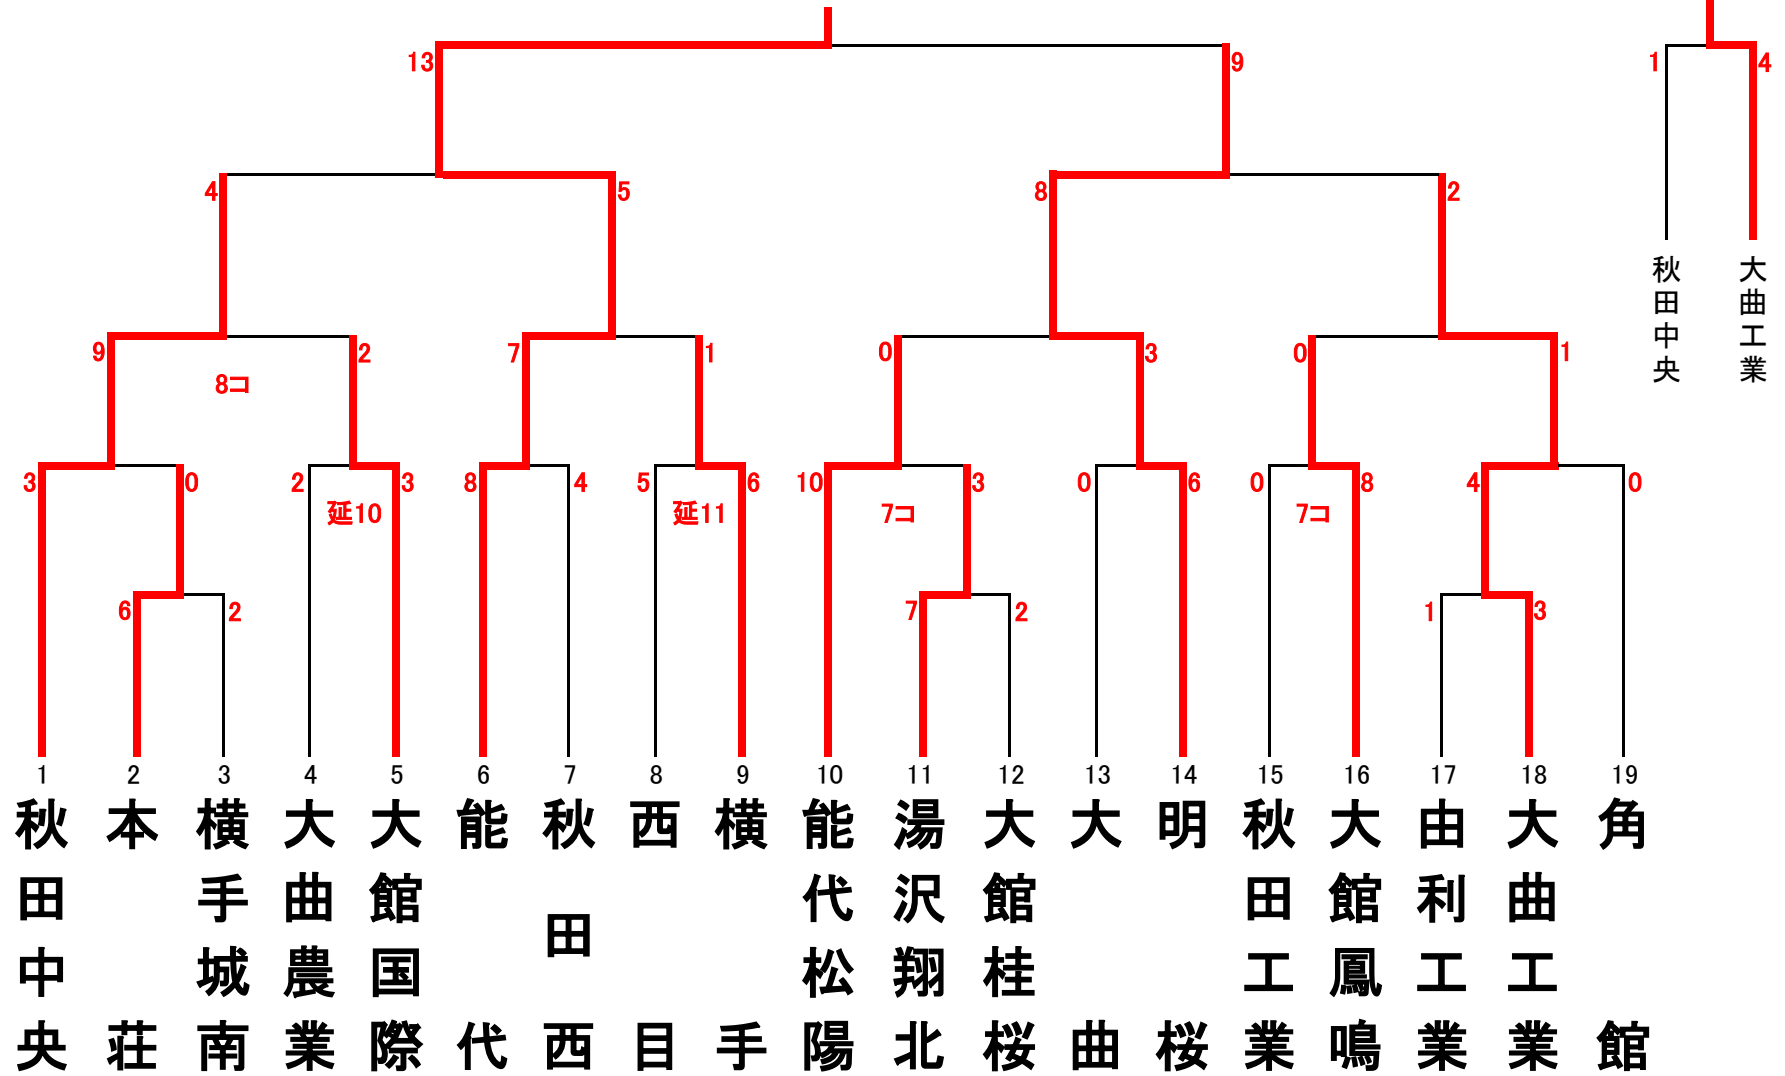 13 9 1 4
4 5 8 2
9 2 7 1 0 3 0 1
8コ
秋田中央
大曲工業
3 0 2 3 8 4 5 6 10 3 0 6 0 8 4 0
延10 延11 7コ 7コ
6 2 7 2 1 3
1 2 3 4 5 6 7 8 9 10 11 12 13 14 15 16 17 18 19
秋田中央
本荘
横手城南
大曲農業
大館国際
能代
秋田西
西目
横手
能代松陽
湯沢翔北
大館桂桜
大曲
明桜
秋田工業
大館鳳鳴
由利工業
大曲工業
角館